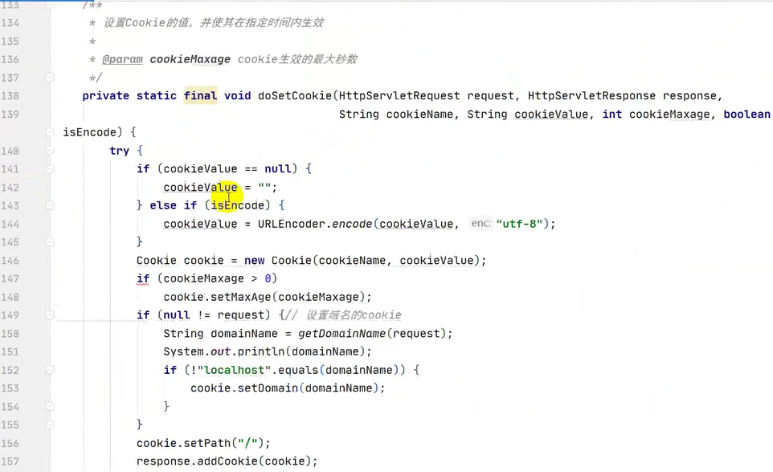 133 /**
134 * 设置Cookie的值，并使其在指定时间内生效
135 *
136 * @param cookieMaxage cookie生效的最大秒数
137 */
138 private static final void doSetCookie(HttpServletRequest request, HttpServletResponse response,
139 String cookieName, String cookieValue, int cookieMaxage, boolean
isEncode) {
140 try {
141 if (cookieValue == null) {
142 cookieValue = "";
143 } else if (isEncode) {
144 cookieValue = URLEncoder.encode(cookieValue, enc: "utf-8");
145 }
146 Cookie cookie = new Cookie(cookieName, cookieValue);
147 if (cookieMaxage > 0)
148 cookie.setMaxAge(cookieMaxage);
149 if (null != request) {// 设置域名的cookie
150 String domainName = getDomainName(request);
151 System.out.println(domainName);
152 if (!"localhost".equals(domainName)) {
153 cookie.setDomain(domainName);
154 }
155 }
156 cookie.setPath("/");
157 response.addCookie(cookie);